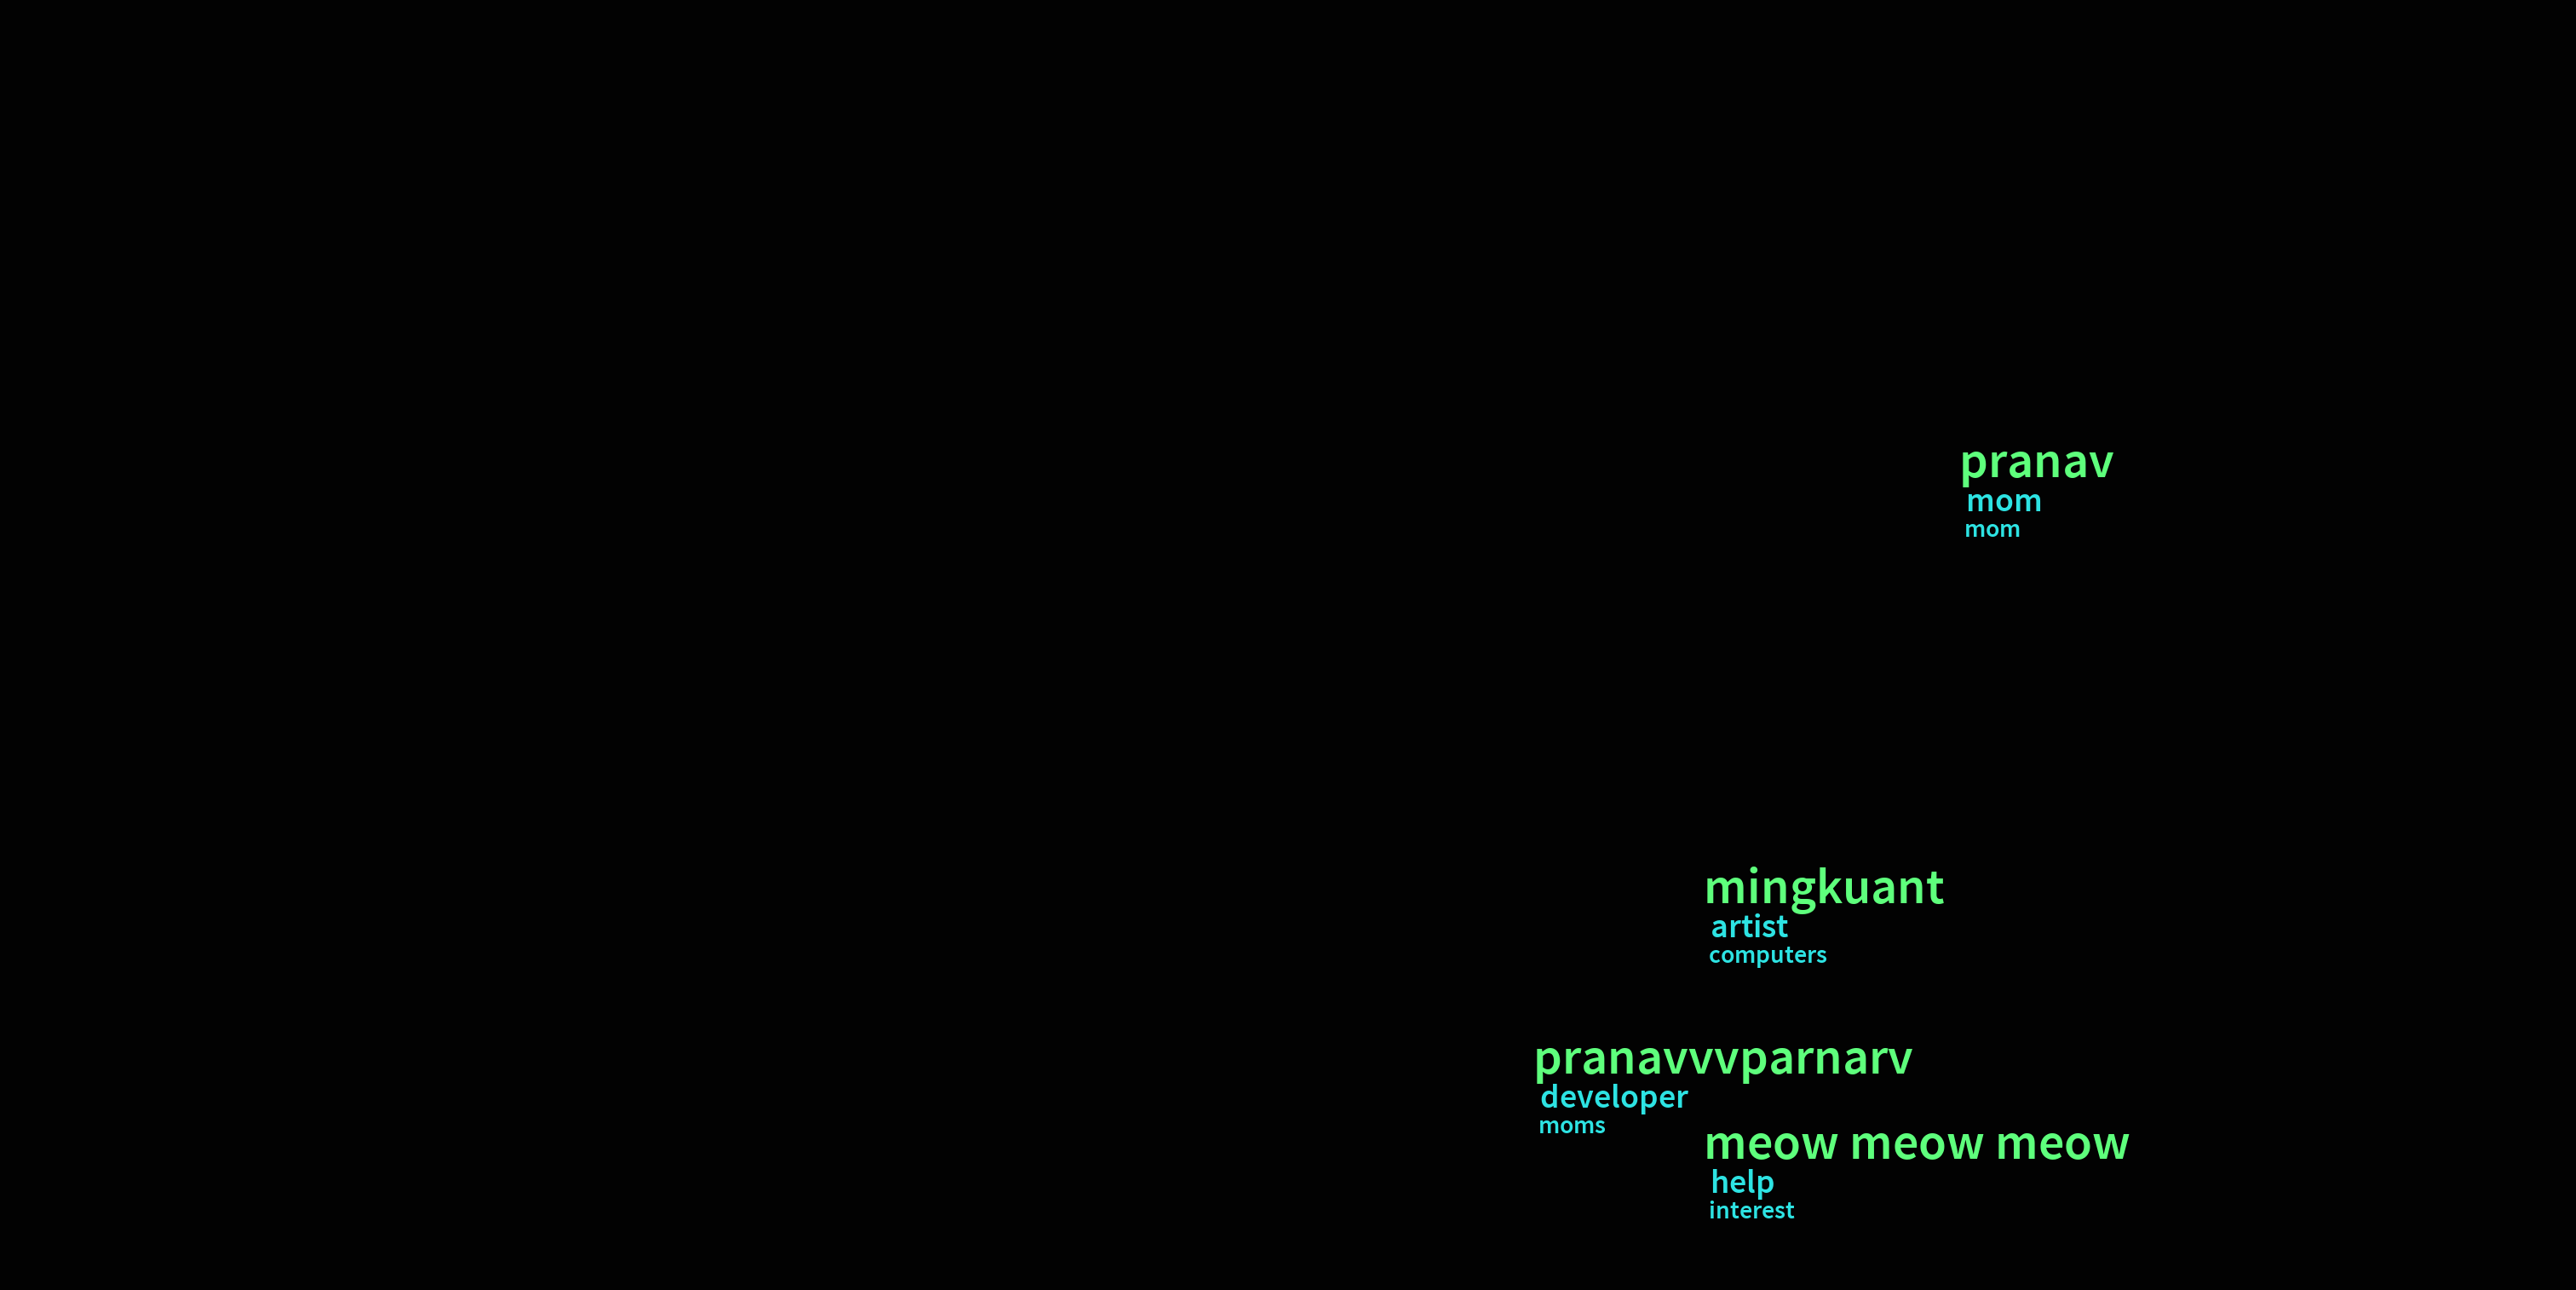 pranav
mom
mom
mingkuant
artist
computers
pranavvvparnarv
developer
moms
meow meow meow
help
interest